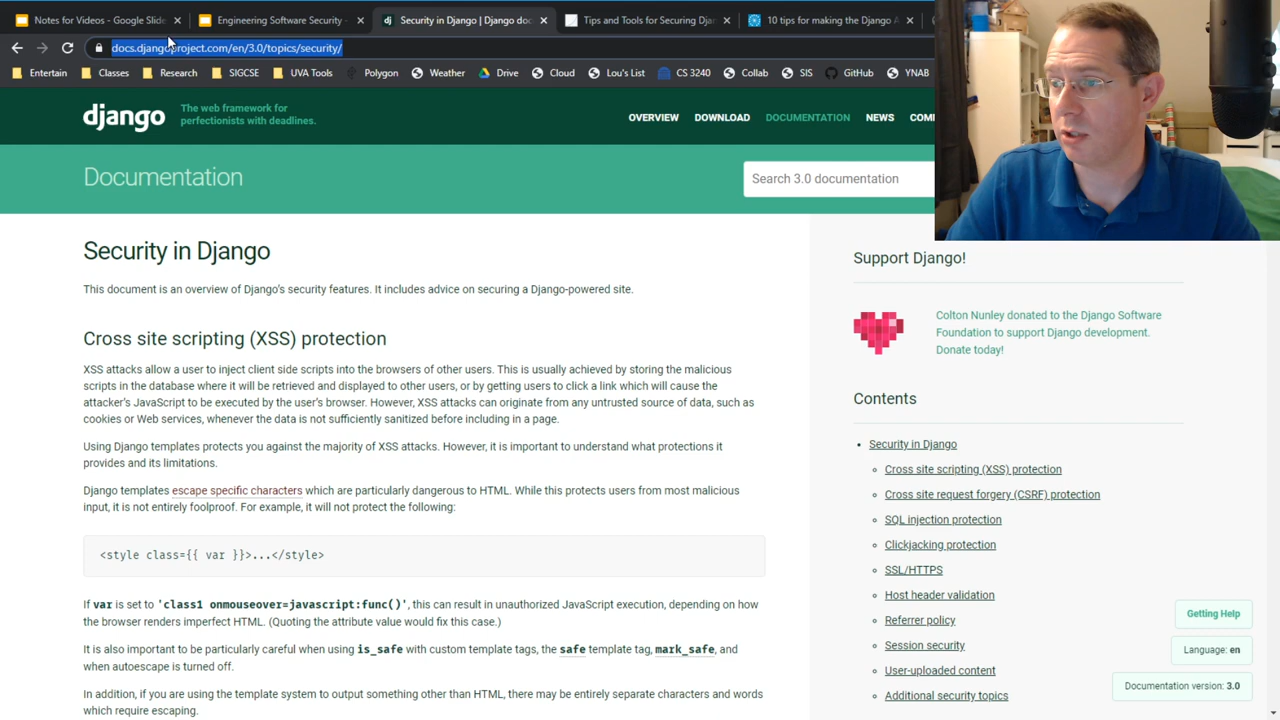 Notes for Videos - Google Slide
Engineering Software Security -
dj Security in Django | Django doc
Tips and Tools for Securing Djan
10 tips for making the Django A
docs.djangoproject.com/en/3.0/topics/security/
Entertain Classes Research SIGCSE UVA Tools Polygon Weather Drive Cloud Lou's List CS 3240 Collab SIS GitHub YNAB
django
The web framework for
perfectionists with deadlines.
OVERVIEW DOWNLOAD DOCUMENTATION NEWS COM
Documentation
Search 3.0 documentation
Security in Django
This document is an overview of Django's security features. It includes advice on securing a Django-powered site.
Cross site scripting (XSS) protection
XSS attacks allow a user to inject client side scripts into the browsers of other users. This is usually achieved by storing the malicious
scripts in the database where it will be retrieved and displayed to other users, or by getting users to click a link which will cause the
attacker's JavaScript to be executed by the user's browser. However, XSS attacks can originate from any untrusted source of data, such as
cookies or Web services, whenever the data is not sufficiently sanitized before including in a page.
Using Django templates protects you against the majority of XSS attacks. However, it is important to understand what protections it
provides and its limitations.
Django templates escape specific characters which are particularly dangerous to HTML. While this protects users from most malicious
input, it is not entirely foolproof. For example, it will not protect the following:
<style class={{ var }}>...</style>
If var is set to 'class1 onmouseover=javascript:func()', this can result in unauthorized JavaScript execution, depending on how
the browser renders imperfect HTML. (Quoting the attribute value would fix this case.)
It is also important to be particularly careful when using is_safe with custom template tags, the safe template tag, mark_safe, and
when autoescape is turned off.
In addition, if you are using the template system to output something other than HTML, there may be entirely separate characters and words
which require escaping.
Support Django!
Colton Nunley donated to the Django Software
Foundation to support Django development.
Donate today!
Contents
Security in Django
Cross site scripting (XSS) protection
Cross site request forgery (CSRF) protection
SQL injection protection
Clickjacking protection
SSL/HTTPS
Host header validation
Referrer policy
Session security
User-uploaded content
Additional security topics
Getting Help
Language: en
Documentation version: 3.0